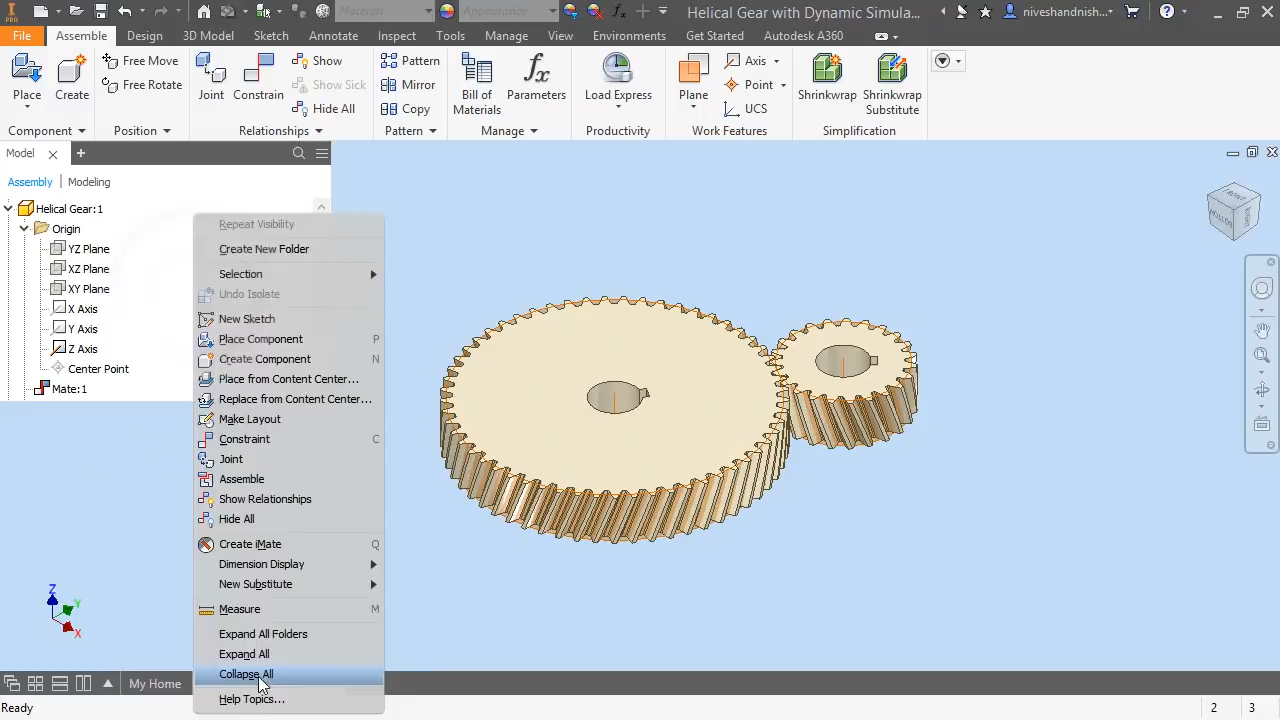 PRO
Material
Appearance
Helical Gear with Dynamic Simula...
niveshandnish...
File
Assemble
Design
3D Model
Sketch
Annotate
Inspect
Tools
Manage
View
Environments
Get Started
Autodesk A360
Place
Create
Free Move
Free Rotate
Component
Position
Joint
Constrain
Show
Show Sick
Hide All
Relationships
Pattern
Mirror
Copy
Pattern
Bill of
Materials
Parameters
Manage
Load Express
Productivity
Plane
Axis
Point
UCS
Work Features
Shrinkwrap
Shrinkwrap
Substitute
Simplification
Model
Assembly | Modeling
Helical Gear:1
Origin
YZ Plane
XZ Plane
XY Plane
X Axis
Y Axis
Z Axis
Center Point
Mate:1
Repeat Visibility
Create New Folder
Selection
Undo Isolate
New Sketch
Place Component P
Create Component N
Place from Content Center...
Replace from Content Center...
Make Layout
Constraint C
Joint
Assemble
Show Relationships
Hide All
Create iMate Q
Dimension Display
New Substitute
Measure M
Expand All Folders
Expand All
Collapse All
Help Topics...
FRONT
BOTTOM
Z
Y
X
My Home
Ready
2
3